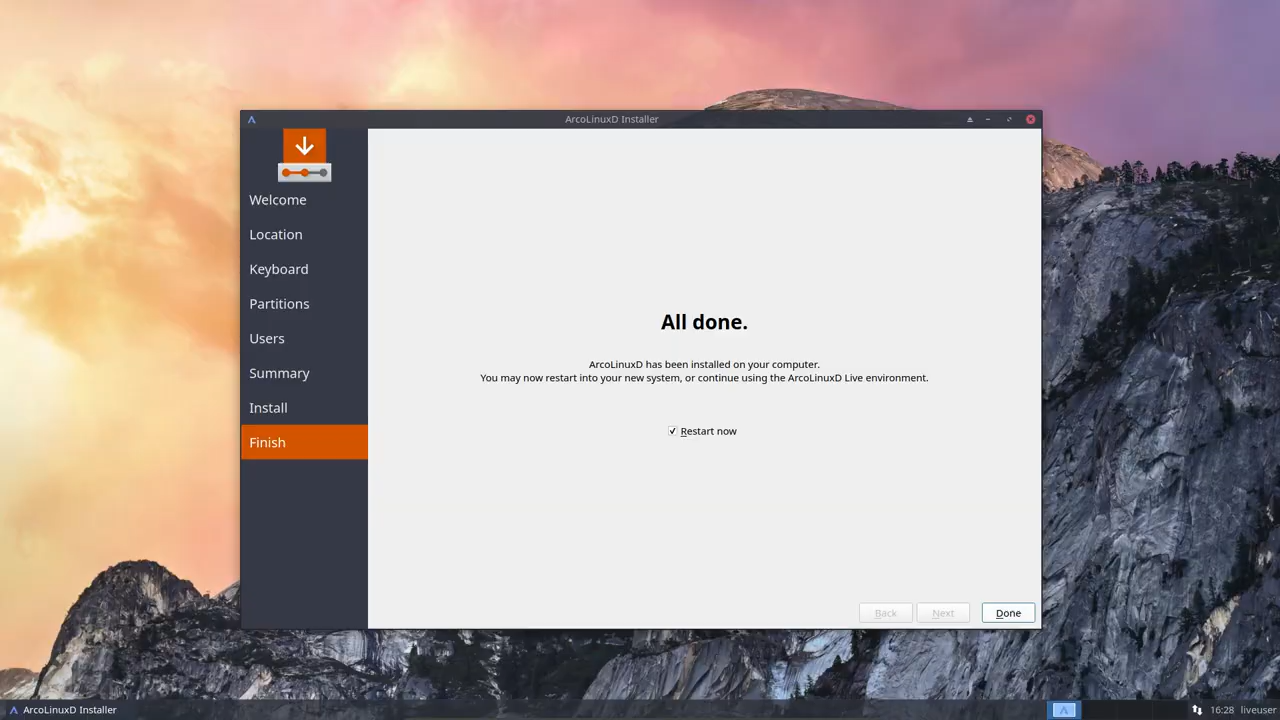 ArcoLinuxD Installer
Welcome
Location
Keyboard
Partitions
Users
Summary
Install
Finish
All done.
ArcoLinuxD has been installed on your computer.
You may now restart into your new system, or continue using the ArcoLinuxD Live environment.
Restart now
Back
Next
Done
ArcoLinuxD Installer
16:28
liveuser